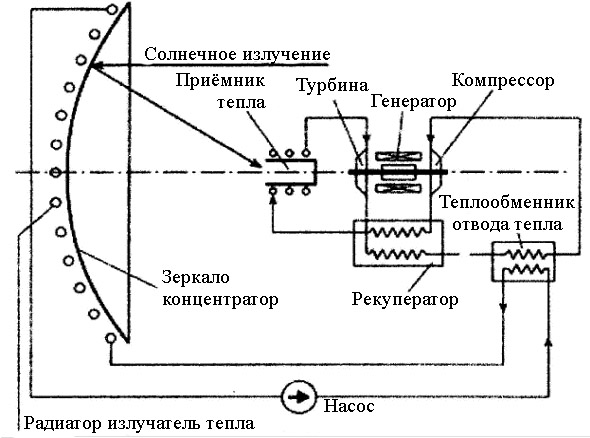 Солнечное излучение
Приёмник
тепла
Турбина
Генератор
Компрессор
Теплообменник
отвода тепла
Зеркало
концентратор
Рекуператор
Насос
Радиатор излучатель тепла